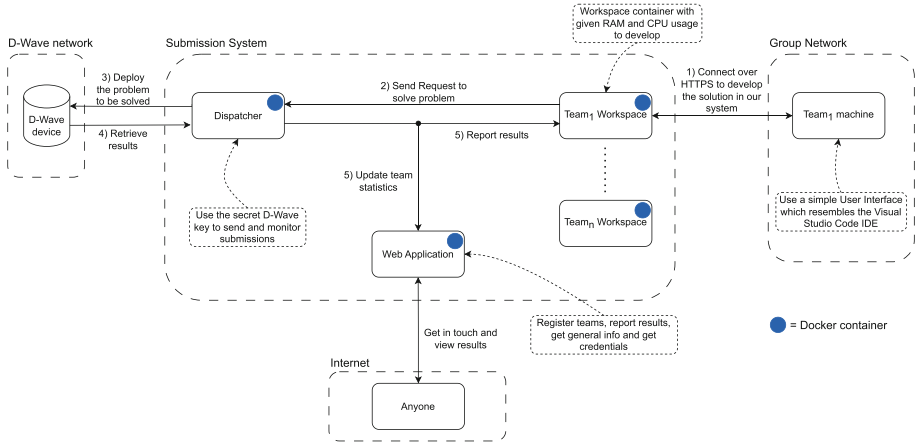 Workspace container with
given RAM and CPU usage
to develop
D-Wave network
Submission System
Group Network
3) Deploy
the problem
to be solved
2) Send Request to
solve problem
1) Connect over
HTTPS to develop
the solution in our
system
D-Wave
device
Dispatcher
Team1 Workspace
Team1 machine
4) Retrieve
results
5) Report results
5) Update team
statistics
Use the secret D-Wave
key to send and monitor
submissions
Teamn Workspace
Use a simple User Interface
which resembles the Visual
Studio Code IDE
Web Application
Register teams, report results,
get general info and get
credentials
= Docker container
Get in touch and
view results
Internet
Anyone